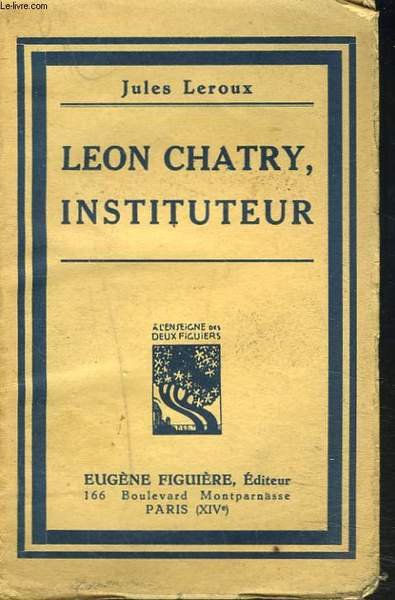 Le-livre.com
Jules Leroux
LEON CHATRY,
INSTITUTEUR
A L'ENSEIGNE DES
DEUX FIGUIERS
EUGÈNE FIGUIÈRE, Éditeur
166 Boulevard Montparnasse
PARIS (XIVe)